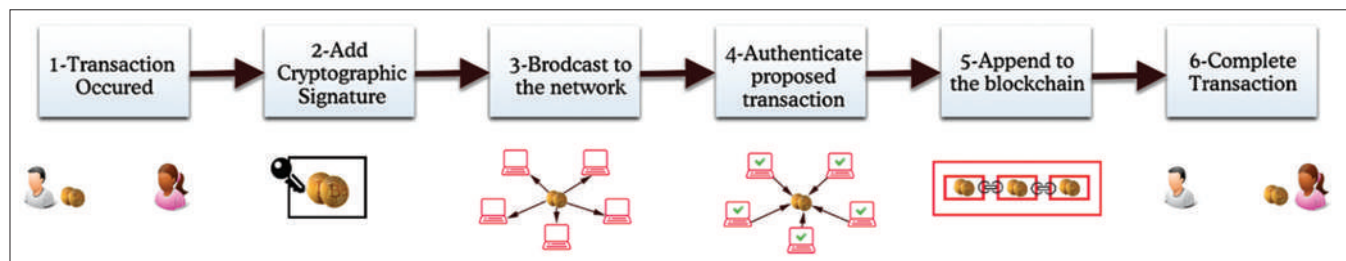 1-Transaction
Occured
2-Add
Cryptographic
Signature
3-Brodcast to
the network
4-Authenticate
proposed
transaction
5-Append to
the blockchain
6-Complete
Transaction